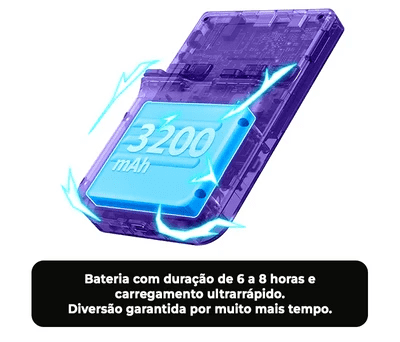 3200
mAh
Bateria com duração de 6 a 8 horas e
carregamento ultrarrápido.
Diversão garantida por muito mais tempo.